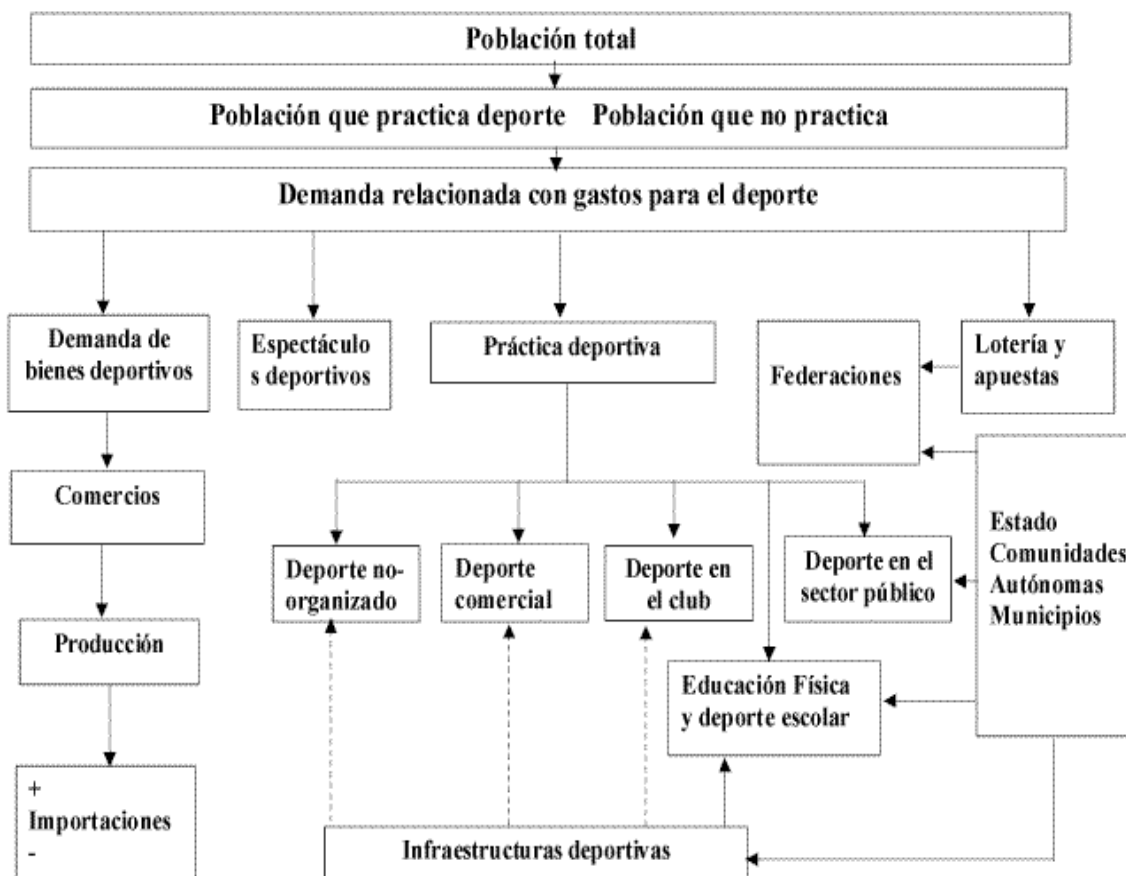 Población total
Población que practica deporte Población que no practica
Demanda relacionada con gastos para el deporte
Demanda de
bienes deportivos
Espectáculo
s deportivos
Práctica deportiva
Federaciones
Lotería y
apuestas
Comercios
Estado
Comunidades
Autónomas
Municipios
Deporte no-
organizado
Deporte
comercial
Deporte en
el club
Deporte en el
sector público
Producción
Educación Física
y deporte escolar
+
Importaciones
-
Infraestructuras deportivas